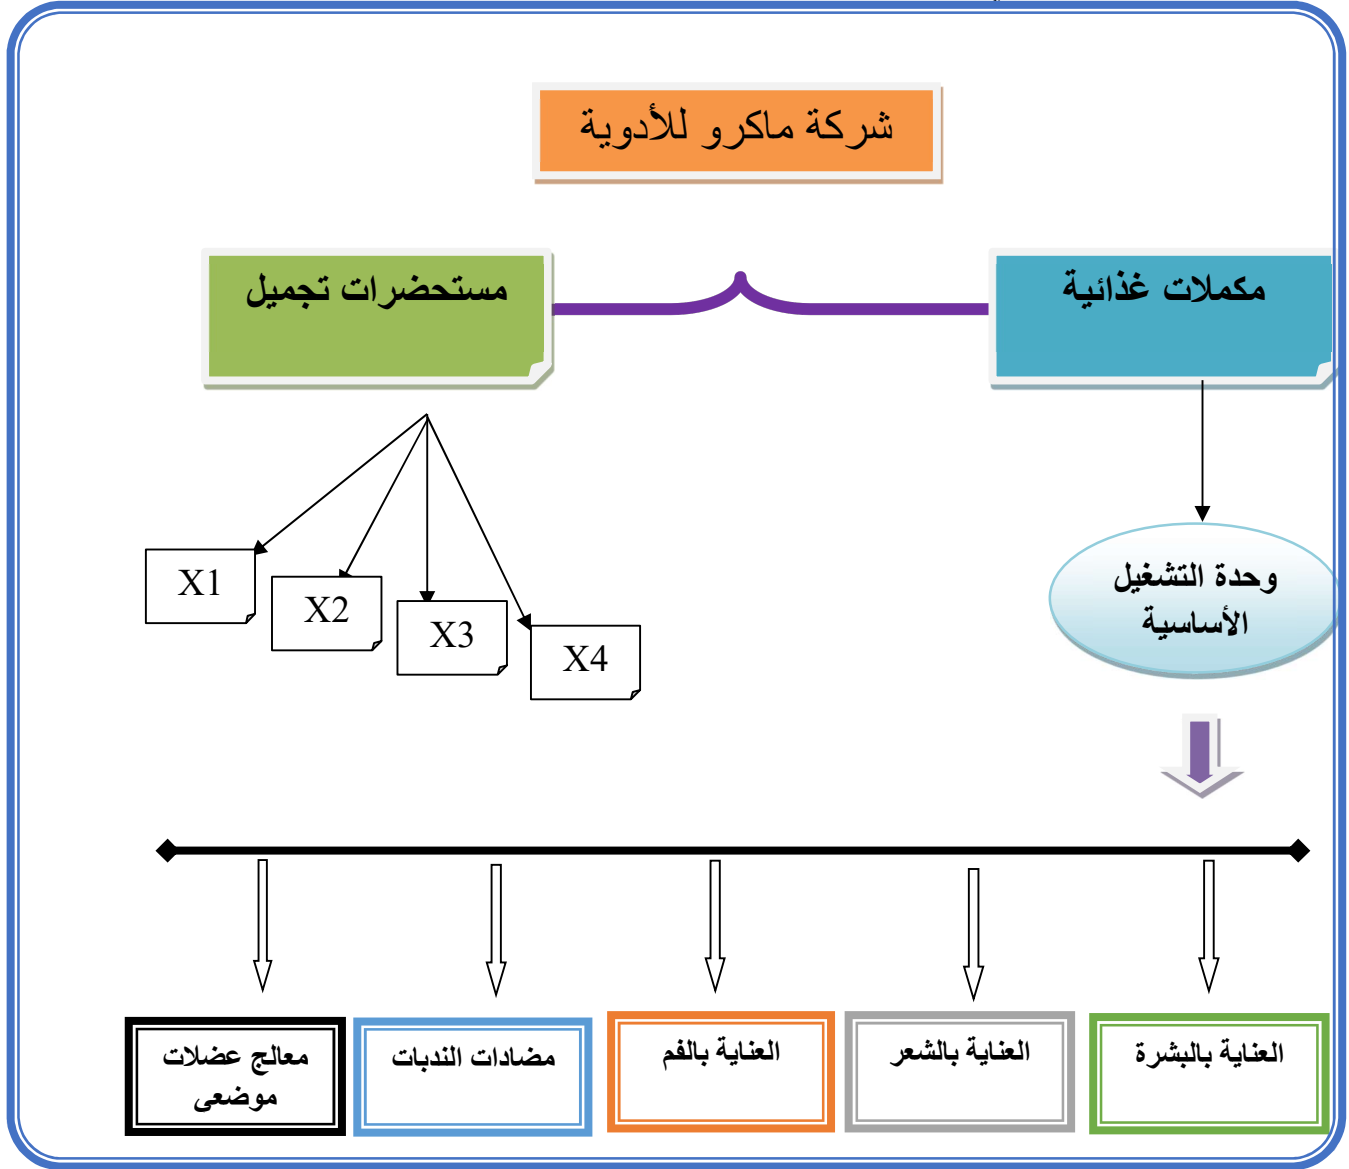 شركة ماكرو للأدوية
مكملات غذائية
مستحضرات تجميل
وحدة التشغيل
الأساسية
X1
X2
X3
X4
العناية بالبشرة
العناية بالشعر
العناية بالفم
مضادات الندبات
معالج عضلات
موضعى